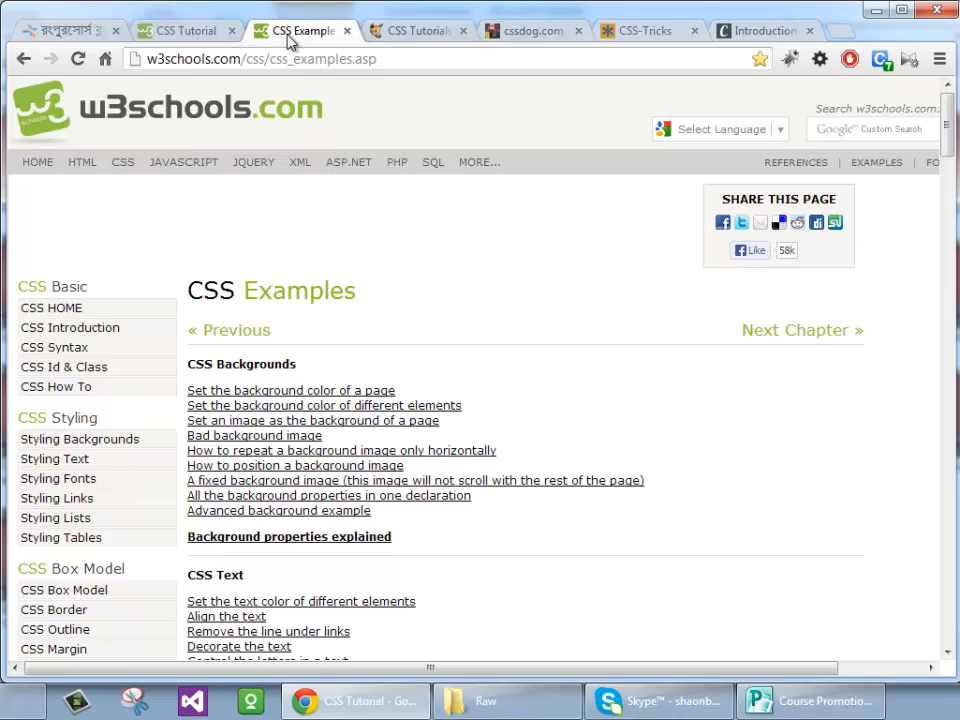 রংপুরসোর্স
CSS Tutorial
CSS Example
CSS Tutorials
cssdog.com
CSS-Tricks
Introduction
w3schools.com/css/css_examples.asp
w3schools.com
Search w3schools.com:
Select Language
Google™ Custom Search
HOME HTML CSS JAVASCRIPT JQUERY XML ASP.NET PHP SQL MORE...
REFERENCES EXAMPLES FO
SHARE THIS PAGE
Like 58k
CSS Basic
CSS HOME
CSS Introduction
CSS Syntax
CSS Id & Class
CSS How To
CSS Styling
Styling Backgrounds
Styling Text
Styling Fonts
Styling Links
Styling Lists
Styling Tables
CSS Box Model
CSS Box Model
CSS Border
CSS Outline
CSS Margin
CSS Examples
« Previous
Next Chapter »
CSS Backgrounds
Set the background color of a page
Set the background color of different elements
Set an image as the background of a page
Bad background image
How to repeat a background image only horizontally
How to position a background image
A fixed background image (this image will not scroll with the rest of the page)
All the background properties in one declaration
Advanced background example
Background properties explained
CSS Text
Set the text color of different elements
Align the text
Remove the line under links
Decorate the text
Control the letters in a text
CSS Tutorial - Go...
Raw
Skype™ - shaonb...
Course Promotio...